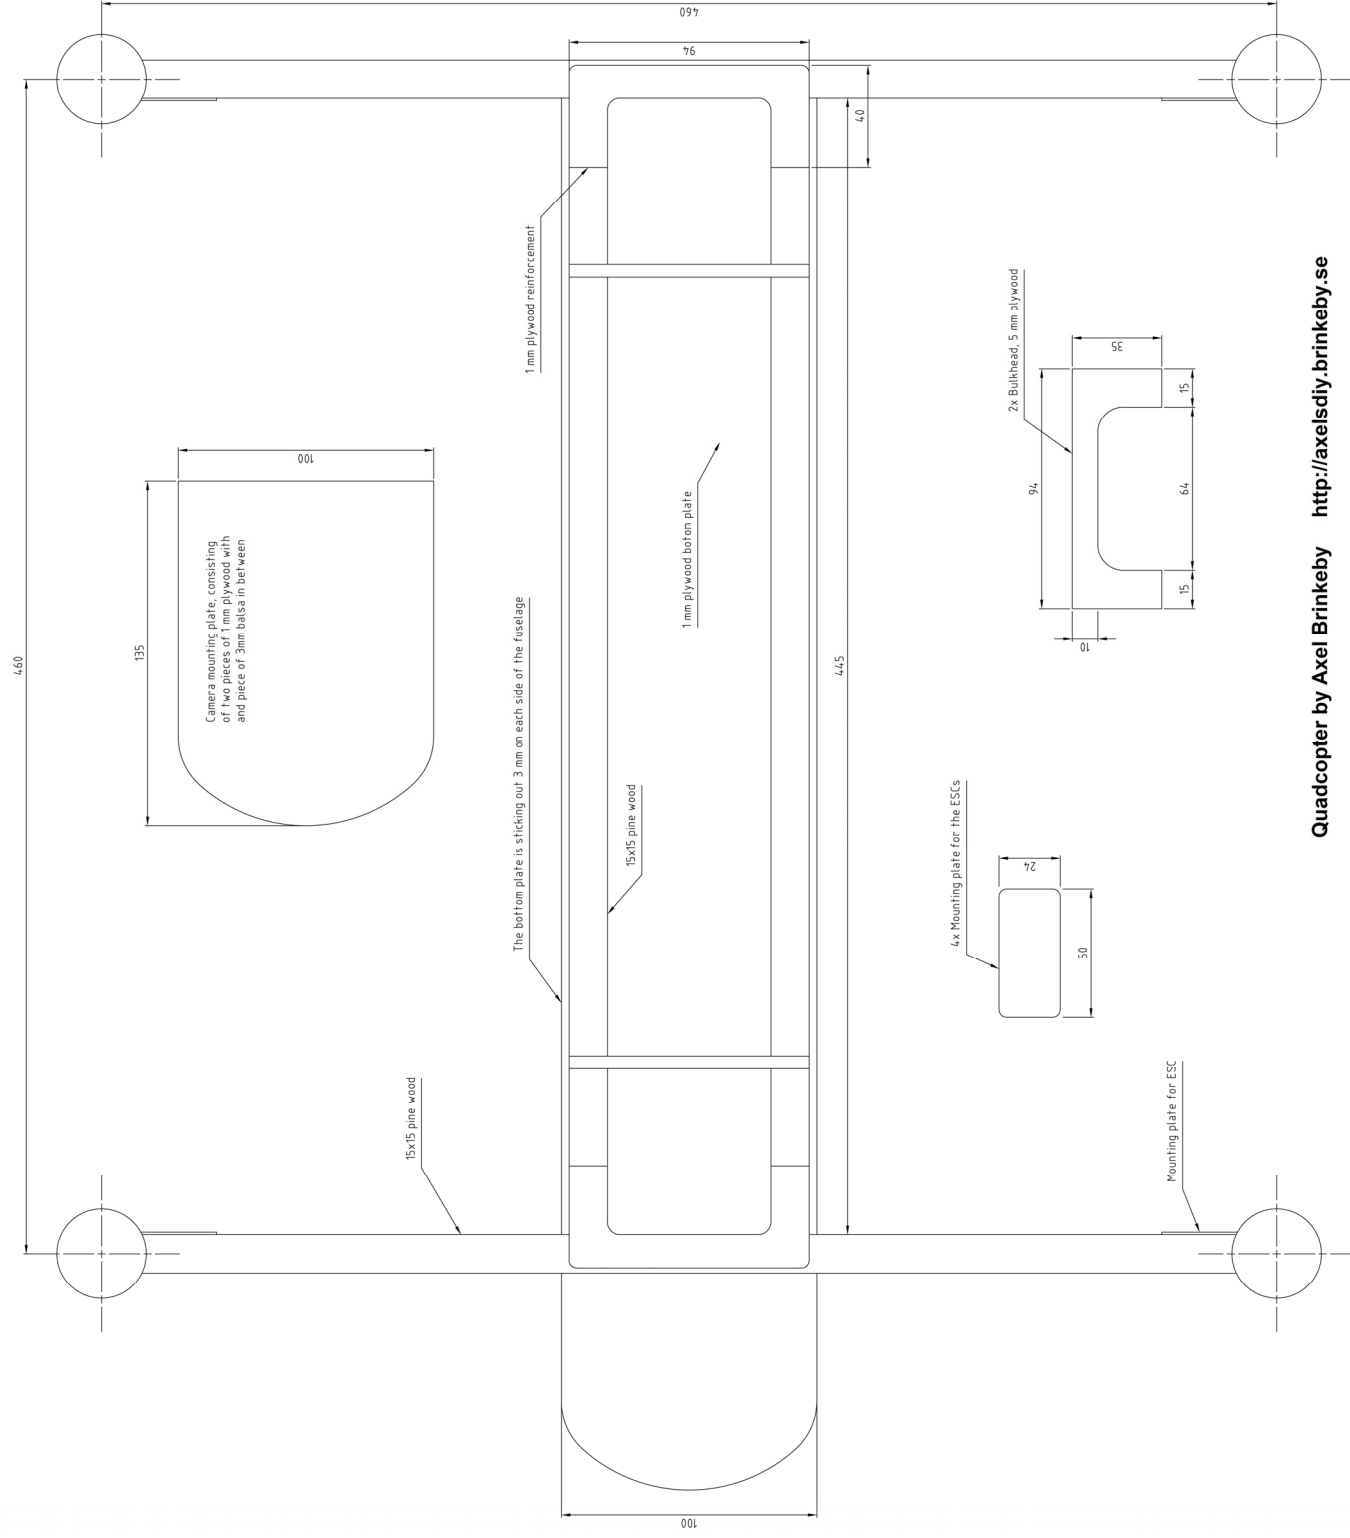 460
94
460
40
1 mm plywood reinforcement
100
135
Camera mounting plate, consisting
of two pieces of 1 mm plywood with
and piece of 3mm balsa in between
1 mm plywood boton plate
The bottom plate is sticking out 3 mm on each side of the fuselage
15x15 pine wood
445
2x Bulkhead, 5 mm plywood
35
94
15
64
15
10
4x Mounting plate for the ESCs
24
50
15x15 pine wood
Mounting plate for ESC
100
Quadcopter by Axel Brinkeby http://axelsdiy.brinkeby.se